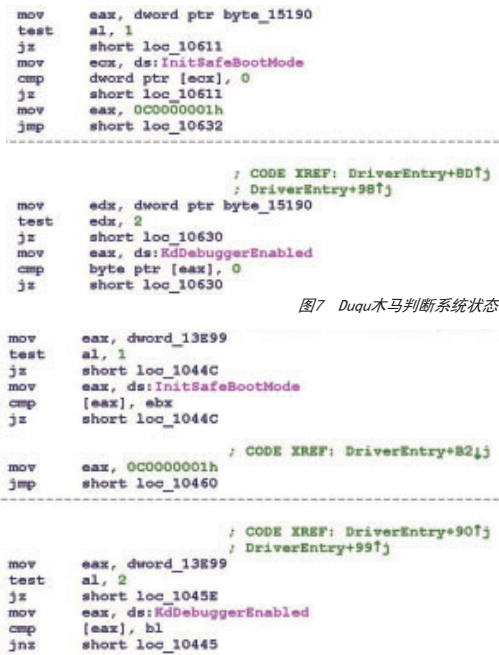 mov eax, dword ptr byte_15190
test al, 1
jz short loc_10611
mov ecx, ds:InitSafeBootMode
cmp dword ptr [ecx], 0
jz short loc_10611
mov eax, 0C0000001h
jmp short loc_10632
; CODE XREF: DriverEntry+8D↑j
; DriverEntry+98↑j
mov edx, dword ptr byte_15190
test edx, 2
jz short loc_10630
mov eax, ds:KdDebuggerEnabled
cmp byte ptr [eax], 0
jz short loc_10630
图7 Duqu木马判断系统状态
mov eax, dword_13E99
test al, 1
jz short loc_1044C
mov eax, ds:InitSafeBootMode
cmp [eax], ebx
jz short loc_1044C
; CODE XREF: DriverEntry+B2↓j
mov eax, 0C0000001h
jmp short loc_10460
; CODE XREF: DriverEntry+90↑j
; DriverEntry+99↑j
mov eax, dword_13E99
test al, 2
jz short loc_1045E
mov eax, ds:KdDebuggerEnabled
cmp [eax], bl
jnz short loc_10445